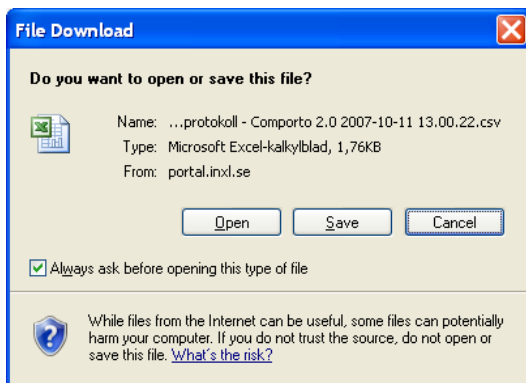 File Download
Do you want to open or save this file?
Name: ...protokoll - Comporto 2.0 2007-10-11 13.00.22.csv
Type: Microsoft Excel-kalkylblad, 1,76KB
From: portal.inxl.se
Open Save Cancel
Always ask before opening this type of file
While files from the Internet can be useful, some files can potentially
harm your computer. If you do not trust the source, do not open or
save this file. What's the risk?